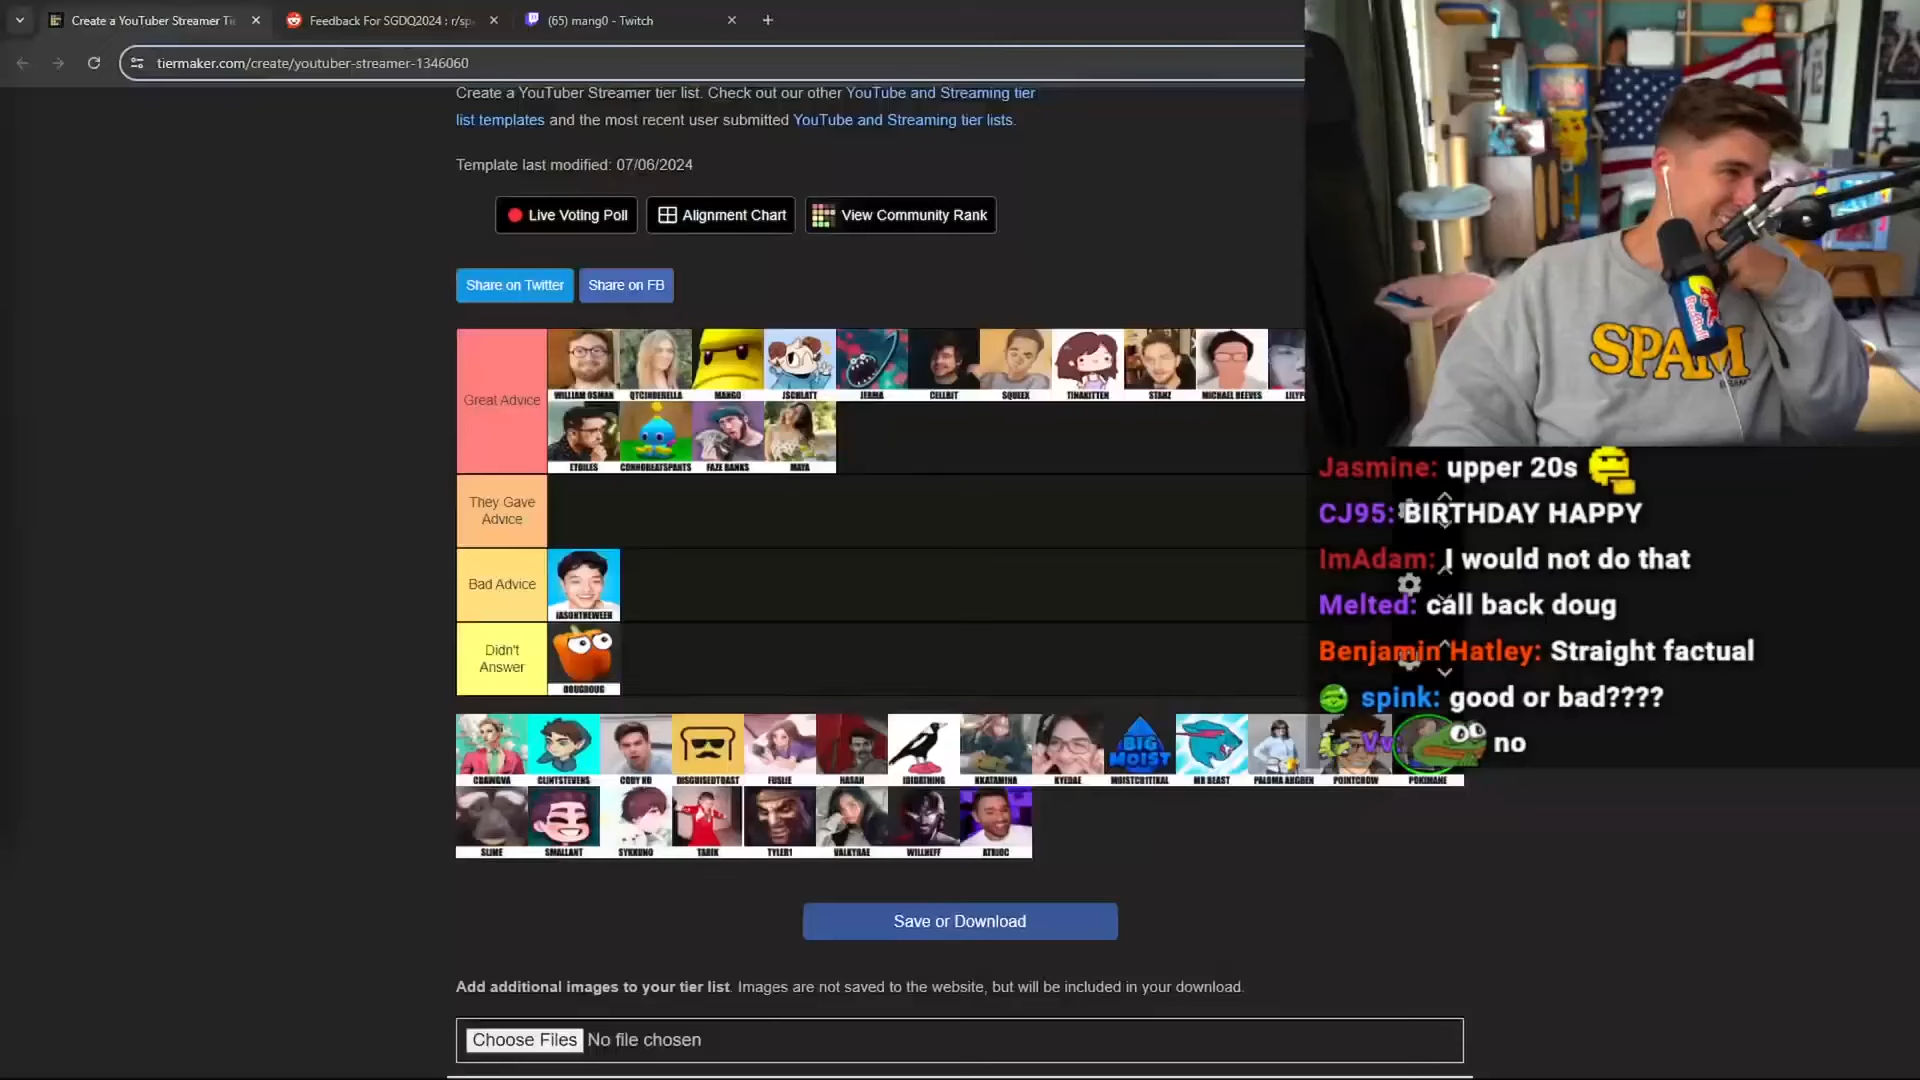 Create a YouTuber Streamer Ti
Feedback For SGDQ2024 : r/sp
(65) mang0 - Twitch
tiermaker.com/create/youtuber-streamer-1346060
Create a YouTuber Streamer tier list. Check out our other YouTube and Streaming tier
list templates and the most recent user submitted YouTube and Streaming tier lists.
Template last modified: 07/06/2024
Live Voting Poll
Alignment Chart
View Community Rank
Share on Twitter
Share on FB
Great Advice
WILLIAM OSMAN
QTCINDERELLA
MANGO
JSCHLATT
JERMA
CELLBIT
SQUEEX
TINAKITTEN
STANZ
MICHAEL REEVES
LILYP
ETOILES
CONNOREATSPANTS
FAZE BANKS
MAYA
They Gave
Advice
Bad Advice
JASONTHEWEEN
Didn't
Answer
DOUGDOUG
CDAWGVA
CLINTSTEVENS
CODY KO
DISGUISEDTOAST
FUSLIE
HASAN
IDIDATHING
KKATAMINA
KYEDAE
BIG
MOIST
MOISTCR1TIKAL
MR BEAST
PALOMA
POINTCROW
POKIMANE
SLIME
SMALLANT
SYKKUNO
TARIK
TYLER1
VALKYRAE
WILLNEFF
ATRIOC
Save or Download
Add additional images to your tier list. Images are not saved to the website, but will be included in your download.
Choose Files No file chosen
SPAM
RedBull
Jasmine: upper 20s
CJ95: BIRTHDAY HAPPY
ImAdam: I would not do that
Melted: call back doug
Benjamin Hatley: Straight factual
spink: good or bad????
no